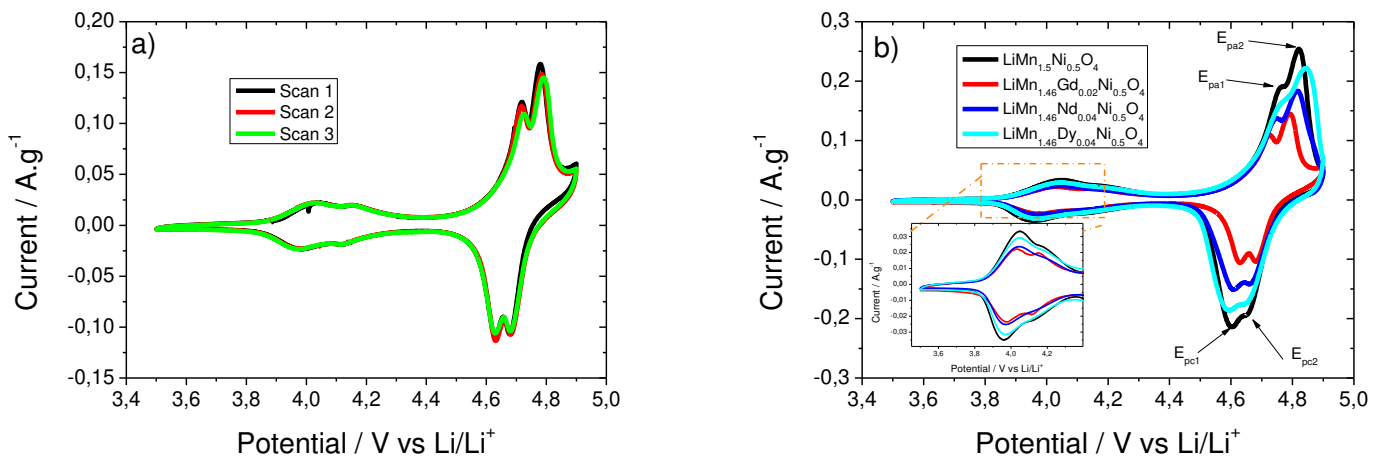 a)
Scan 1
Scan 2
Scan 3
0,20
0,15
0,10
0,05
0,00
-0,05
-0,10
-0,15
3,4 3,6 3,8 4,0 4,2 4,4 4,6 4,8 5,0
Current / A.g⁻¹
Potential / V vs Li/Li⁺
b)
LiMn₁.₅Ni₀.₅O₄
LiMn₁.₄₆Gd₀.₀₂Ni₀.₅O₄
LiMn₁.₄₆Nd₀.₀₄Ni₀.₅O₄
LiMn₁.₄₆Dy₀.₀₄Ni₀.₅O₄
Eₚₐ₂
Eₚₐ₁
0,3
0,2
0,1
0,0
-0,1
-0,2
-0,3
0,03
0,02
0,01
0,00
-0,01
-0,02
-0,03
3,6 3,8 4,0 4,2
Current / A.g⁻¹
Potential / V vs Li/Li⁺
E_pc1
E_pc2
3,4 3,6 3,8 4,0 4,2 4,4 4,6 4,8 5,0
Current / A.g⁻¹
Potential / V vs Li/Li⁺